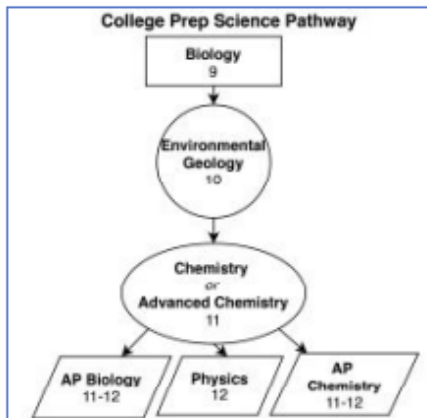 College Prep Science Pathway
Biology
9
Environmental
Geology
10
Chemistry
or
Advanced Chemistry
11
AP Biology
11-12
Physics
12
AP
Chemistry
11-12